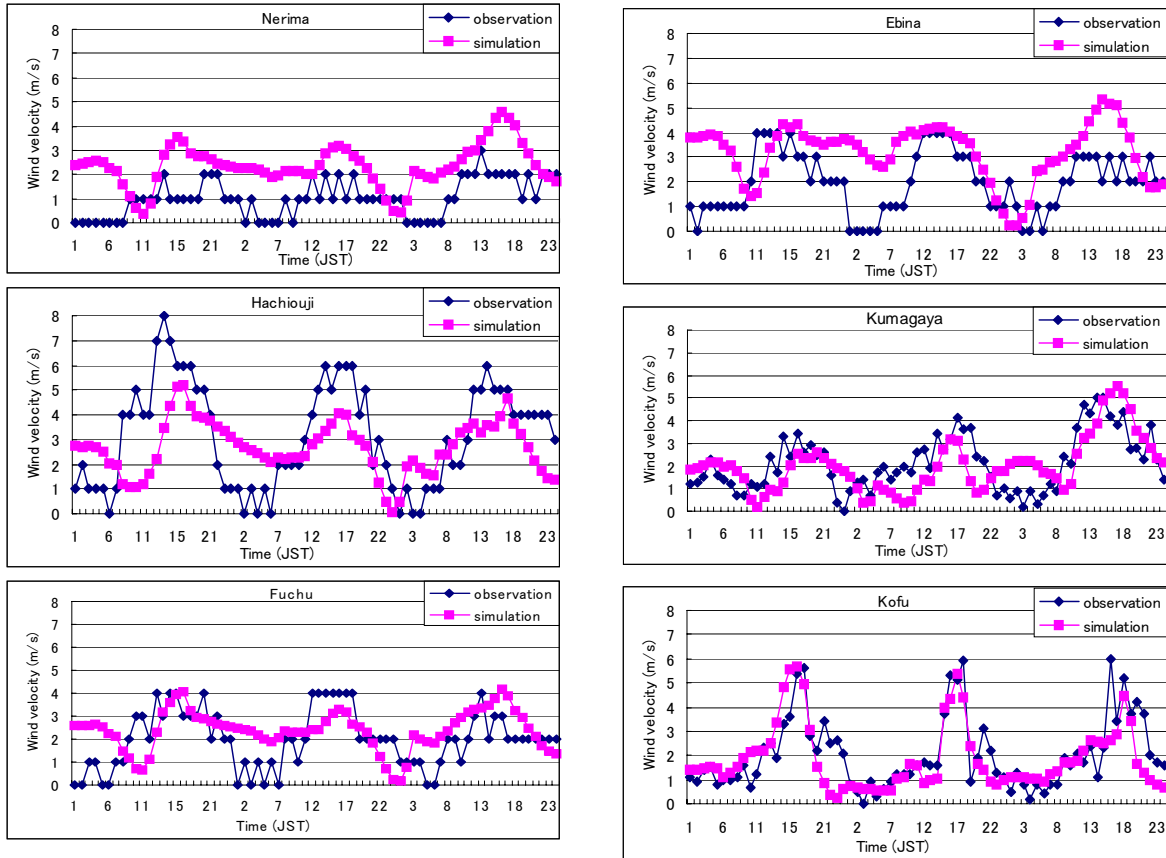 Nerima
observation
simulation
Wind velocity (m/s)
8
7
6
5
4
3
2
1
0
1 6 11 15 21 2 7 12 17 22 3 8 13 18 23
Time (JST)
Ebina
observation
simulation
Wind velocity (m/s)
8
7
6
5
4
3
2
1
0
1 6 11 15 21 2 7 12 17 22 3 8 13 18 23
Time (JST)
Hachiouji
observation
simulation
Wind velocity (m/s)
8
7
6
5
4
3
2
1
0
1 6 11 15 21 2 7 12 17 22 3 8 13 18 23
Time (JST)
Kumagaya
observation
simulation
Wind velocity (m/s)
8
7
6
5
4
3
2
1
0
1 6 11 15 21 2 7 12 17 22 3 8 13 18 23
Time (JST)
Fuchu
observation
simulation
Wind velocity (m/s)
8
7
6
5
4
3
2
1
0
1 6 11 15 21 2 7 12 17 22 3 8 13 18 23
Time (JST)
Kofu
observation
simulation
Wind velocity (m/s)
8
7
6
5
4
3
2
1
0
1 6 11 15 21 2 7 12 17 22 3 8 13 18 23
Time (JST)